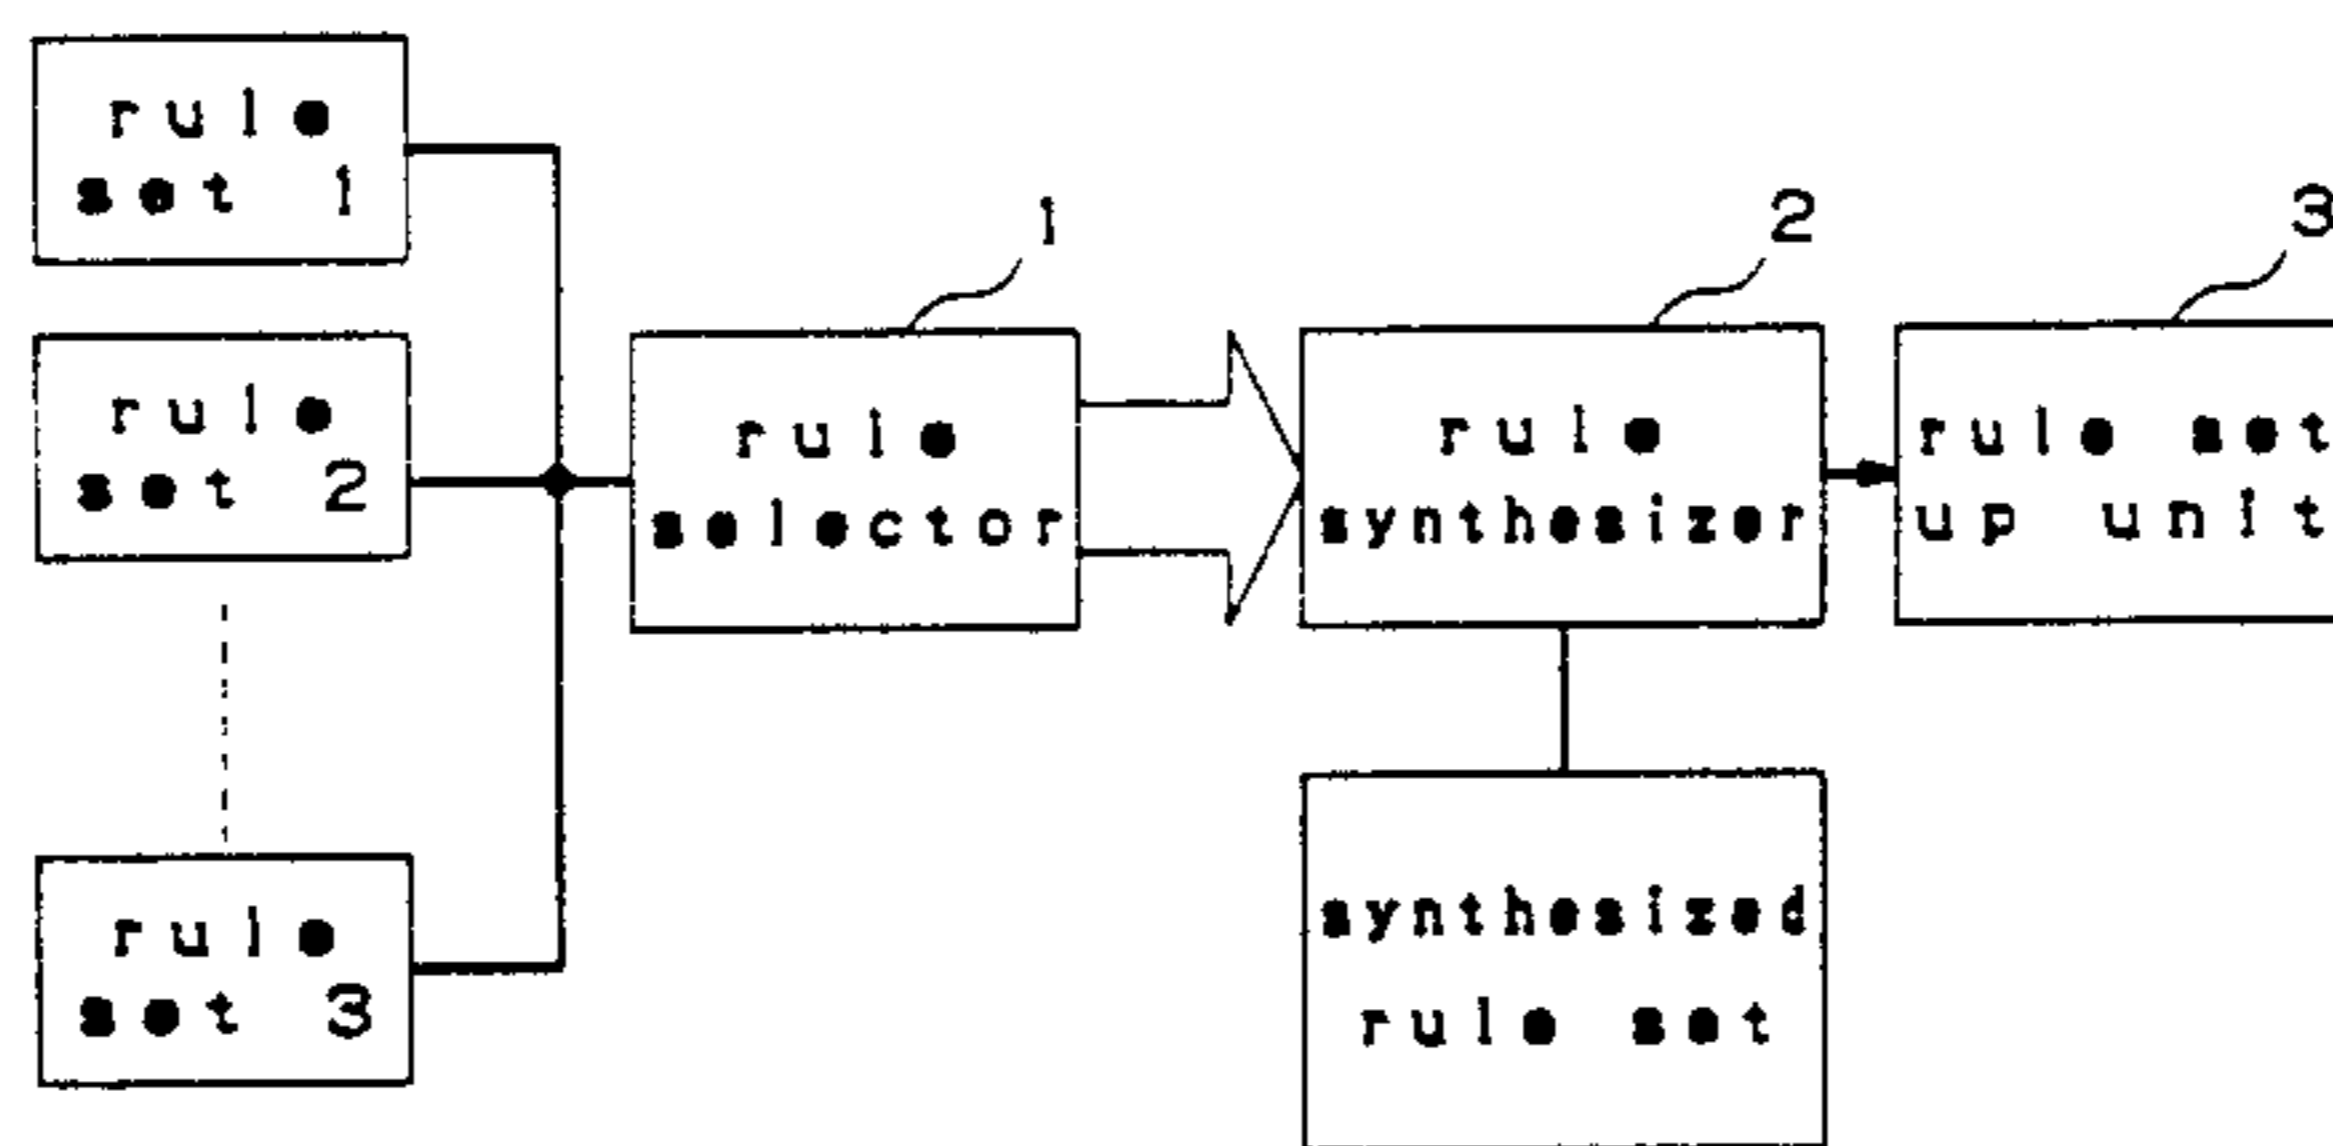 rule
set 1
rule
set 2
rule
set 3
1
rule
selector
2
rule
synthesizer
3
rule set
up unit
synthesized
rule set